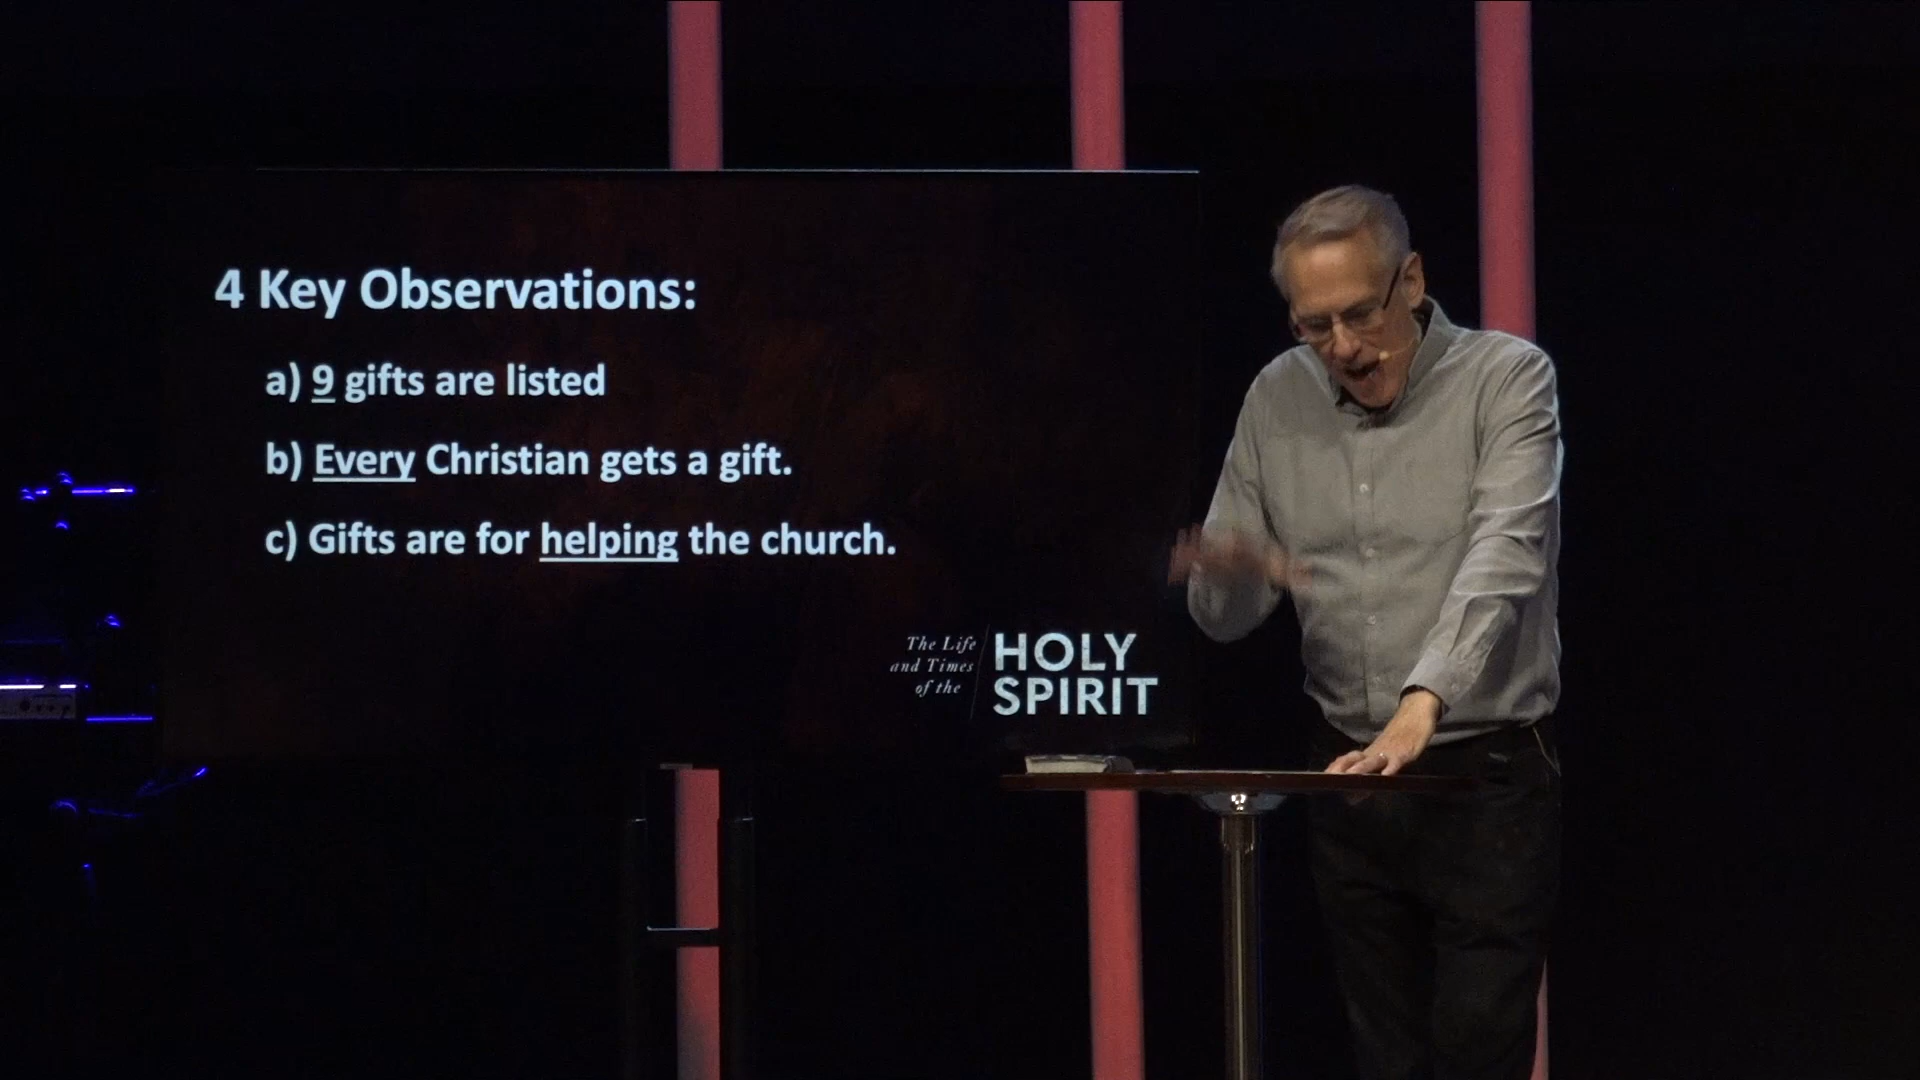 4 Key Observations:
a) 9 gifts are listed
b) Every Christian gets a gift.
c) Gifts are for helping the church.
The Life
and Times
of the
HOLY
SPIRIT